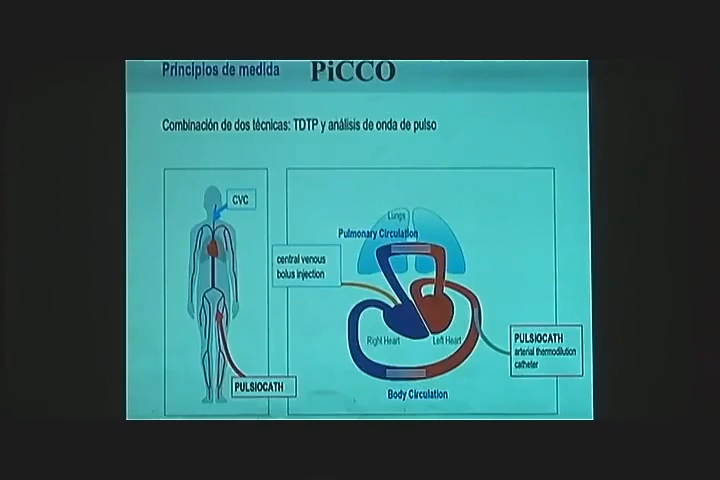 Principios de medida PiCCO
Combinación de dos técnicas: TDTP y análisis de onda de pulso
CVC
PULSIOCATH
Lungs
Pulmonary Circulation
central venous
bolus injection
Right Heart
Left Heart
PULSIOCATH
arterial thermodilution
catheter
Body Circulation